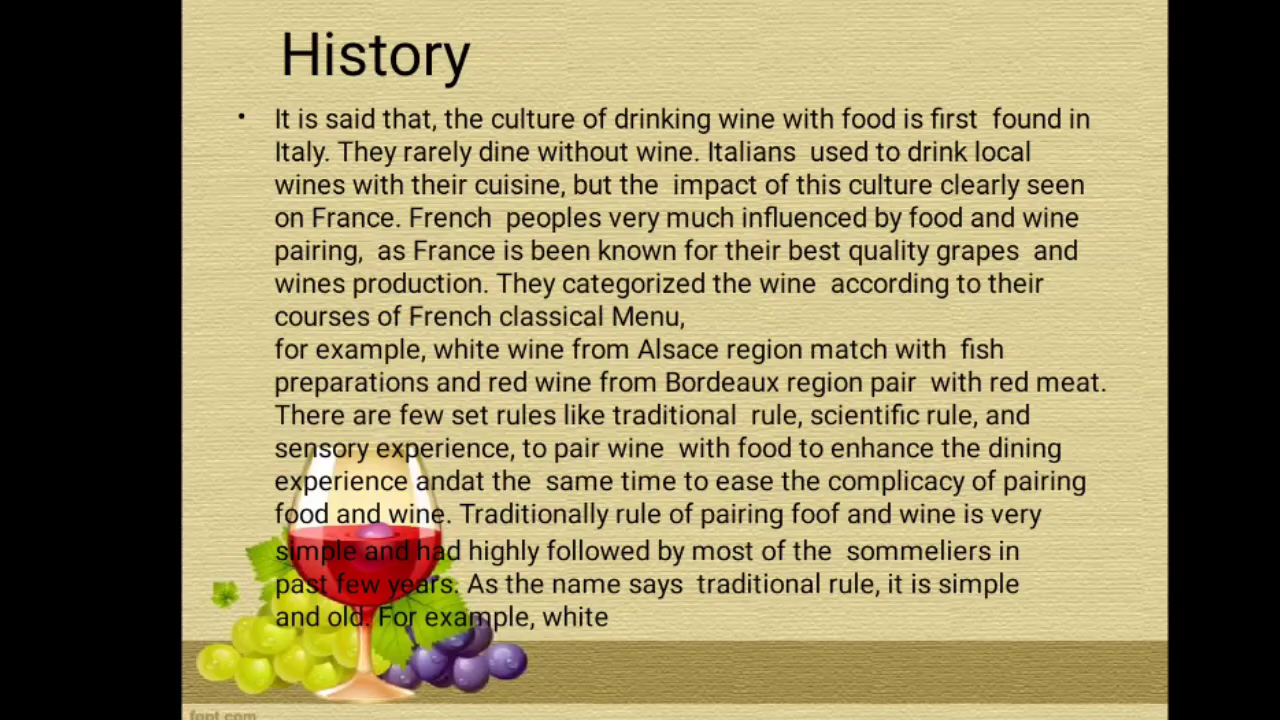 History
• It is said that, the culture of drinking wine with food is first found in
Italy. They rarely dine without wine. Italians used to drink local
wines with their cuisine, but the impact of this culture clearly seen
on France. French peoples very much influenced by food and wine
pairing, as France is been known for their best quality grapes and
wines production. They categorized the wine according to their
courses of French classical Menu,
for example, white wine from Alsace region match with fish
preparations and red wine from Bordeaux region pair with red meat.
There are few set rules like traditional rule, scientific rule, and
sensory experience, to pair wine with food to enhance the dining
experience andat the same time to ease the complicacy of pairing
food and wine. Traditionally rule of pairing foof and wine is very
simple and had highly followed by most of the sommeliers in
past few years. As the name says traditional rule, it is simple
and old. For example, white
fppt.com